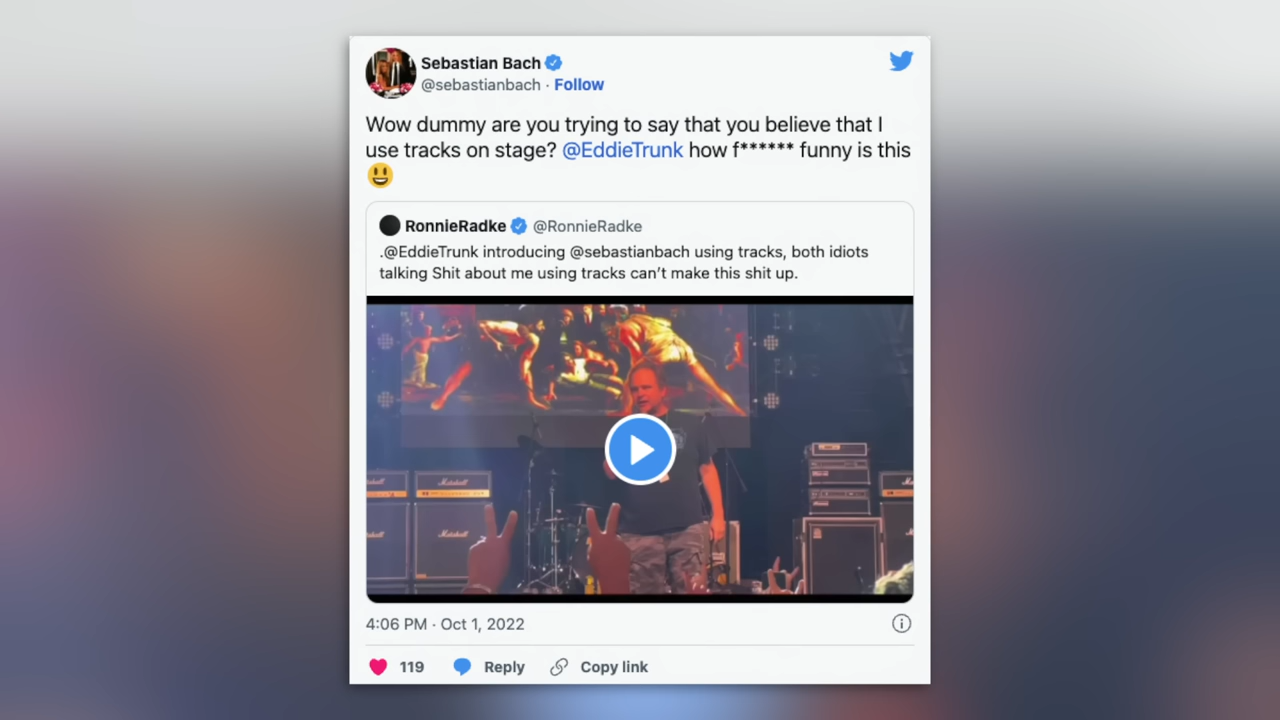 Sebastian Bach
@sebastianbach · Follow
Wow dummy are you trying to say that you believe that I
use tracks on stage? @EddieTrunk how f****** funny is this
😃
RonnieRadke @RonnieRadke
.@EddieTrunk introducing @sebastianbach using tracks, both idiots
talking Shit about me using tracks can’t make this shit up.
Marshall
Marshall
4:06 PM · Oct 1, 2022
119 Reply Copy link